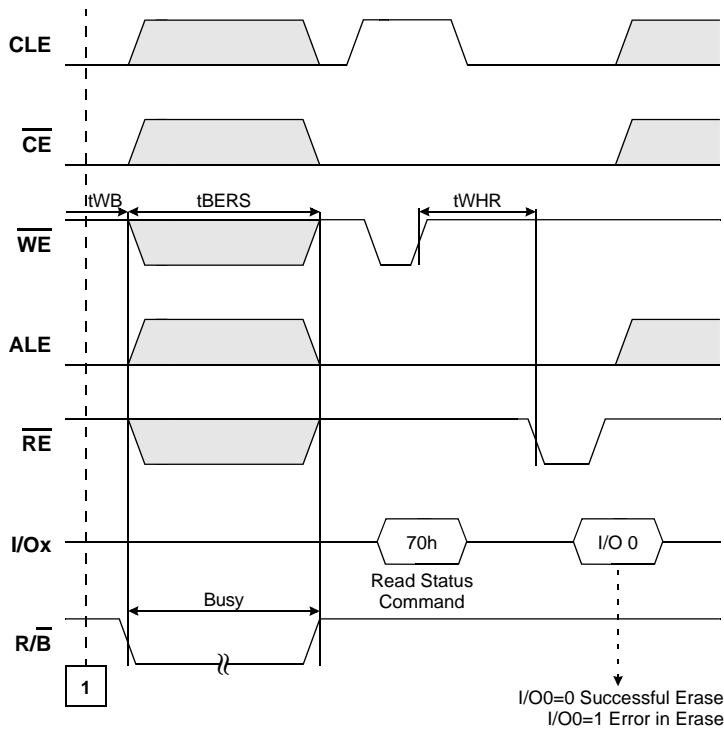 CLE
CE
tWB
tBERS
tWHR
WE
ALE
RE
I/Ox
70h
I/O 0
Read Status
Command
Busy
R/B
1
I/O0=0 Successful Erase
I/O0=1 Error in Erase